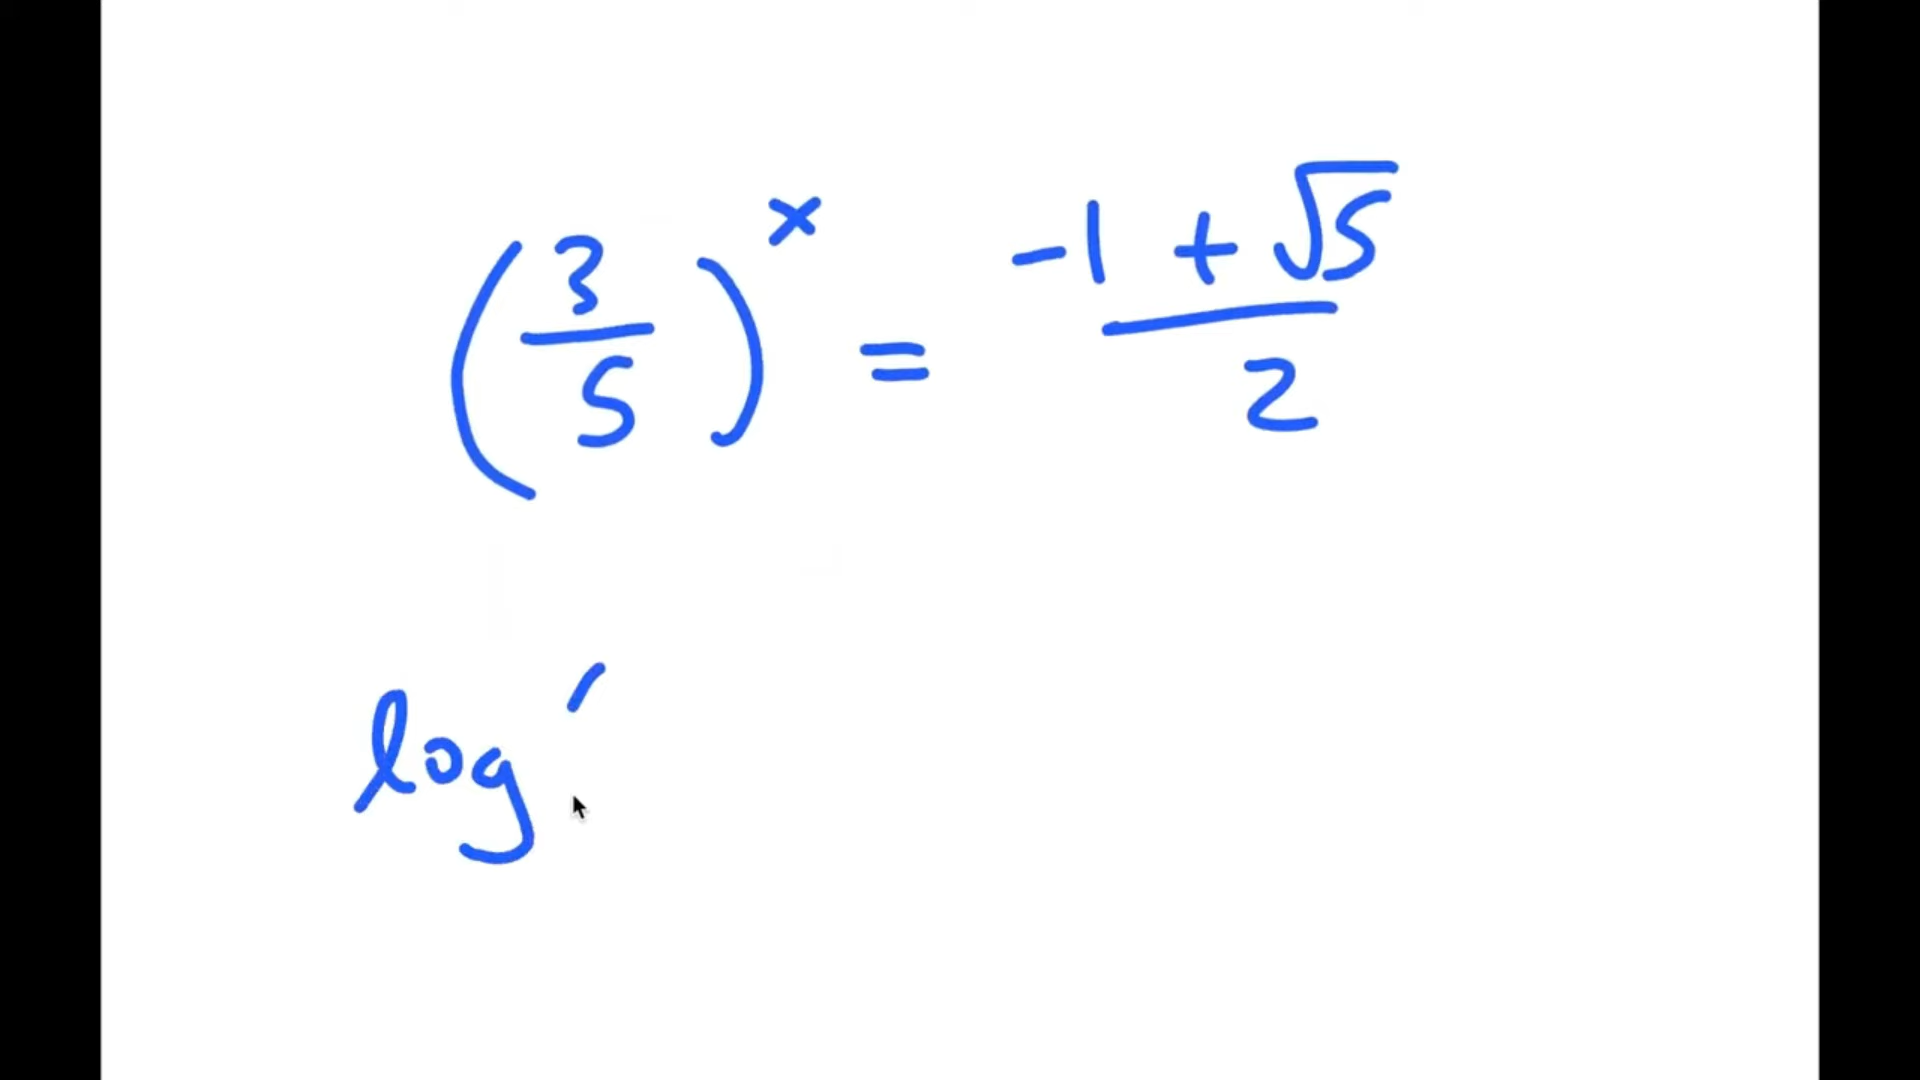 (3/5)^x = (-1 + √5)/2
log